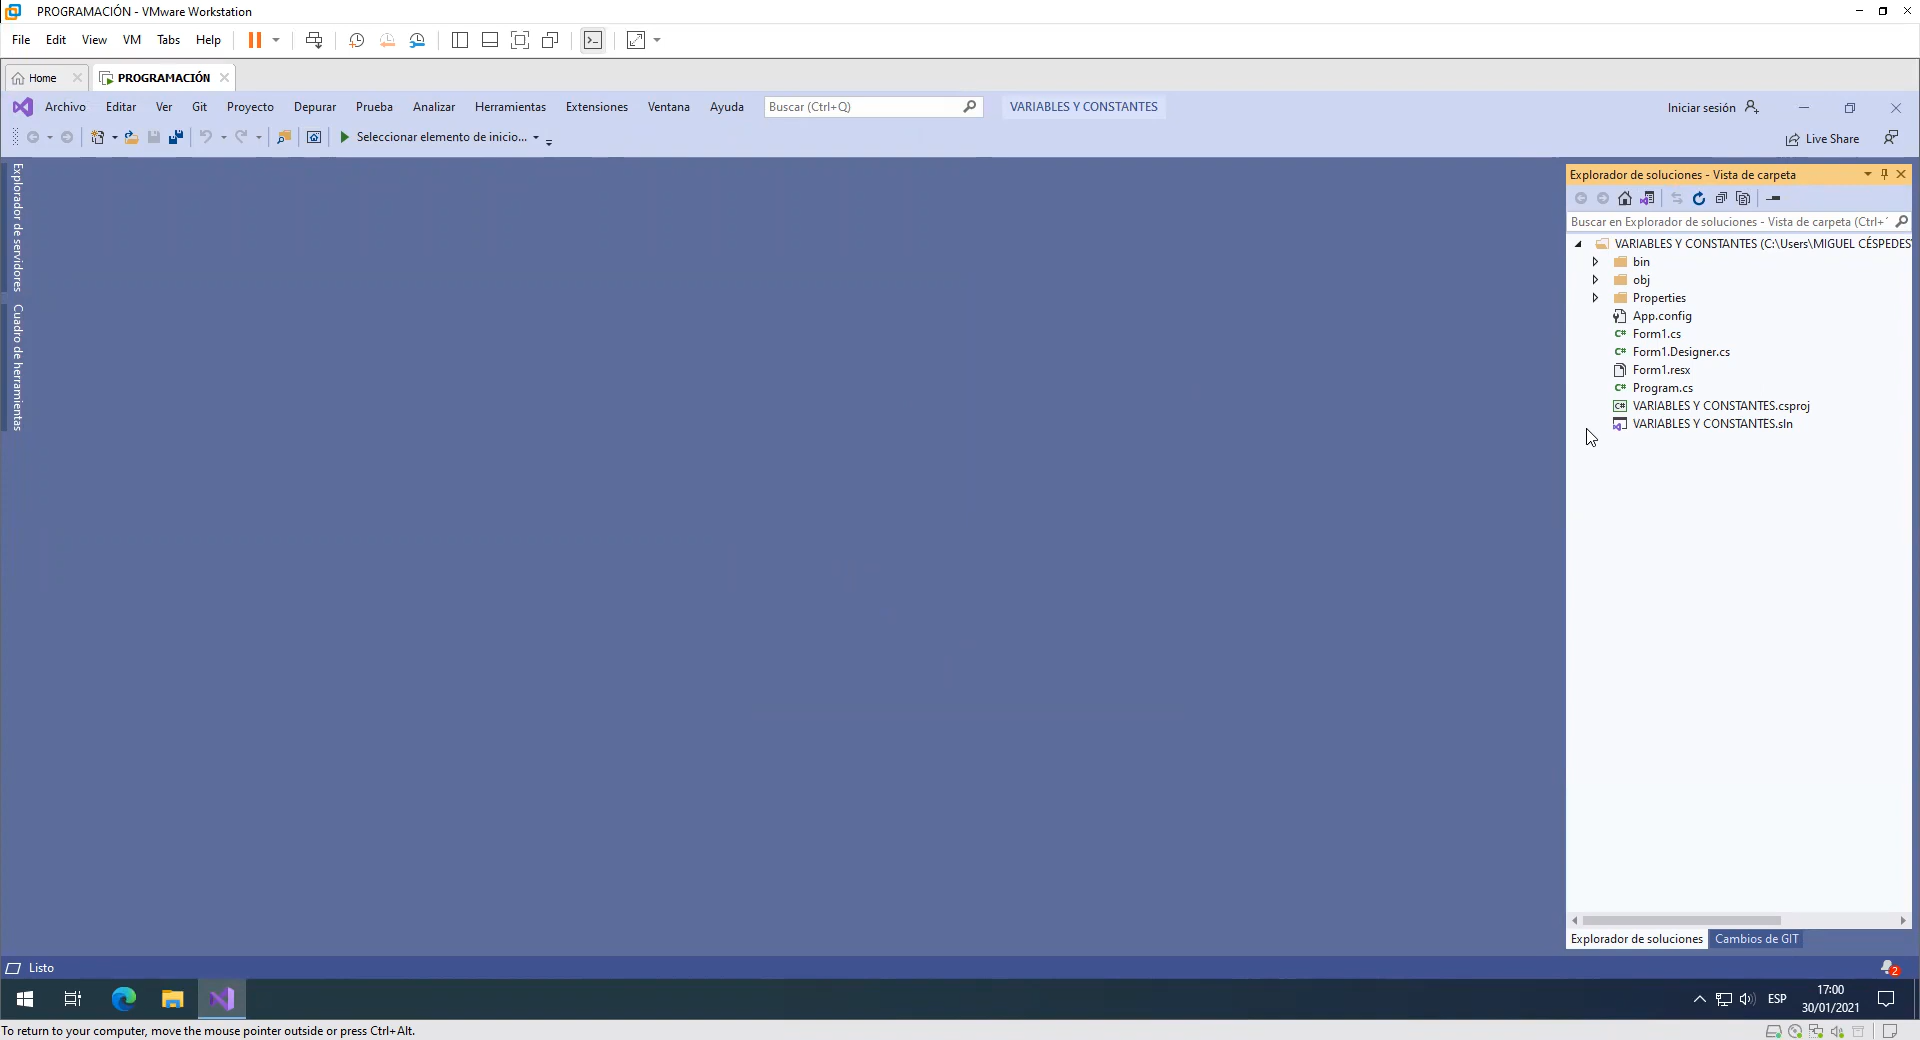 PROGRAMACIÓN - VMware Workstation
File Edit View VM Tabs Help
Home PROGRAMACIÓN
Archivo Editar Ver Git Proyecto Depurar Prueba Analizar Herramientas Extensiones Ventana Ayuda Buscar (Ctrl+Q) VARIABLES Y CONSTANTES Iniciar sesión
Seleccionar elemento de inicio... Live Share
Explorador de servidores
Cuadro de herramientas
Explorador de soluciones - Vista de carpeta
Buscar en Explorador de soluciones - Vista de carpeta (Ctrl+
VARIABLES Y CONSTANTES (C:\Users\MIGUEL CÉSPEDES
bin
obj
Properties
App.config
C# Form1.cs
C# Form1.Designer.cs
Form1.resx
C# Program.cs
C# VARIABLES Y CONSTANTES.csproj
VARIABLES Y CONSTANTES.sln
Explorador de soluciones Cambios de GIT
Listo 2
ESP 17:00
30/01/2021
To return to your computer, move the mouse pointer outside or press Ctrl+Alt.